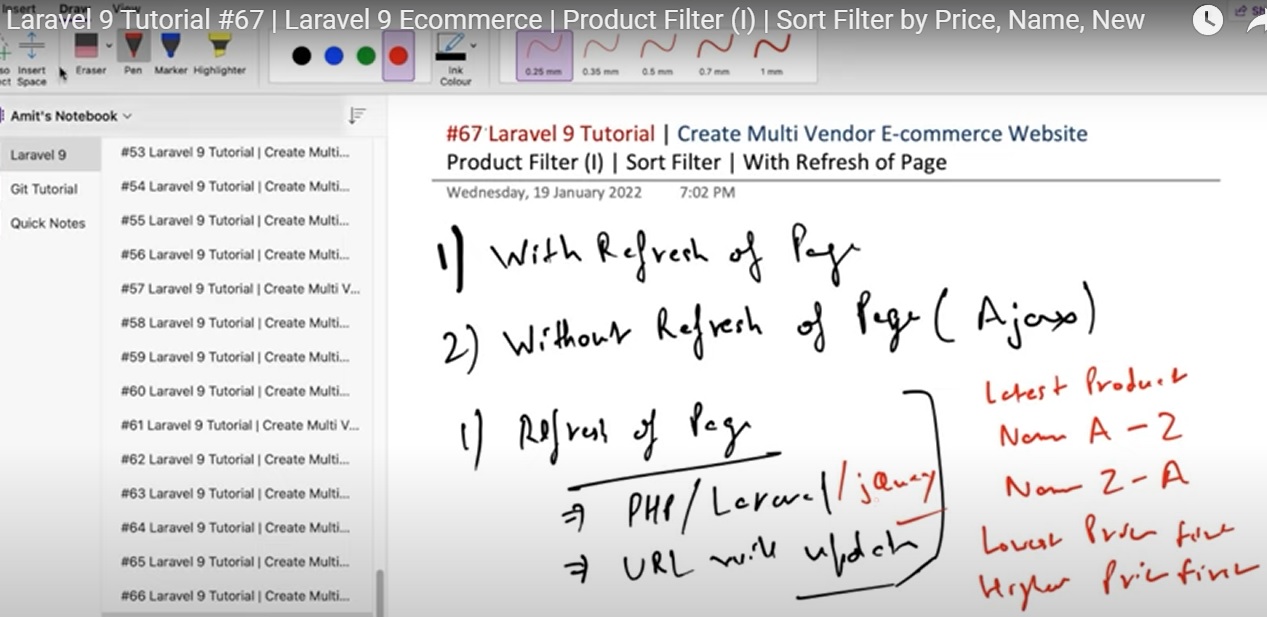 Laravel 9 Tutorial #67 | Laravel 9 Ecommerce | Product Filter (I) | Sort Filter by Price, Name, New
Insert Draw View
Insert Space
Eraser
Pen
Marker
Highlighter
Ink Colour
0.25 mm
0.35 mm
0.5 mm
0.7 mm
1 mm
Amit's Notebook
Laravel 9
Git Tutorial
Quick Notes
#53 Laravel 9 Tutorial | Create Multi...
#54 Laravel 9 Tutorial | Create Multi...
#55 Laravel 9 Tutorial | Create Multi...
#56 Laravel 9 Tutorial | Create Multi...
#57 Laravel 9 Tutorial | Create Multi V...
#58 Laravel 9 Tutorial | Create Multi...
#59 Laravel 9 Tutorial | Create Multi...
#60 Laravel 9 Tutorial | Create Multi...
#61 Laravel 9 Tutorial | Create Multi V...
#62 Laravel 9 Tutorial | Create Multi...
#63 Laravel 9 Tutorial | Create Multi...
#64 Laravel 9 Tutorial | Create Multi...
#65 Laravel 9 Tutorial | Create Multi...
#66 Laravel 9 Tutorial | Create Multi...
#67 Laravel 9 Tutorial | Create Multi Vendor E-commerce Website
Product Filter (I) | Sort Filter | With Refresh of Page
Wednesday, 19 January 2022 7:02 PM
1) With Refresh of Page
2) Without Refresh of Page ( Ajax )
1) Refresh of Page
⇒ PHP / Laravel / jQuery
⇒ URL will update
Latest Product
Name A - Z
Name Z - A
Lowest Price first
Higher Price first